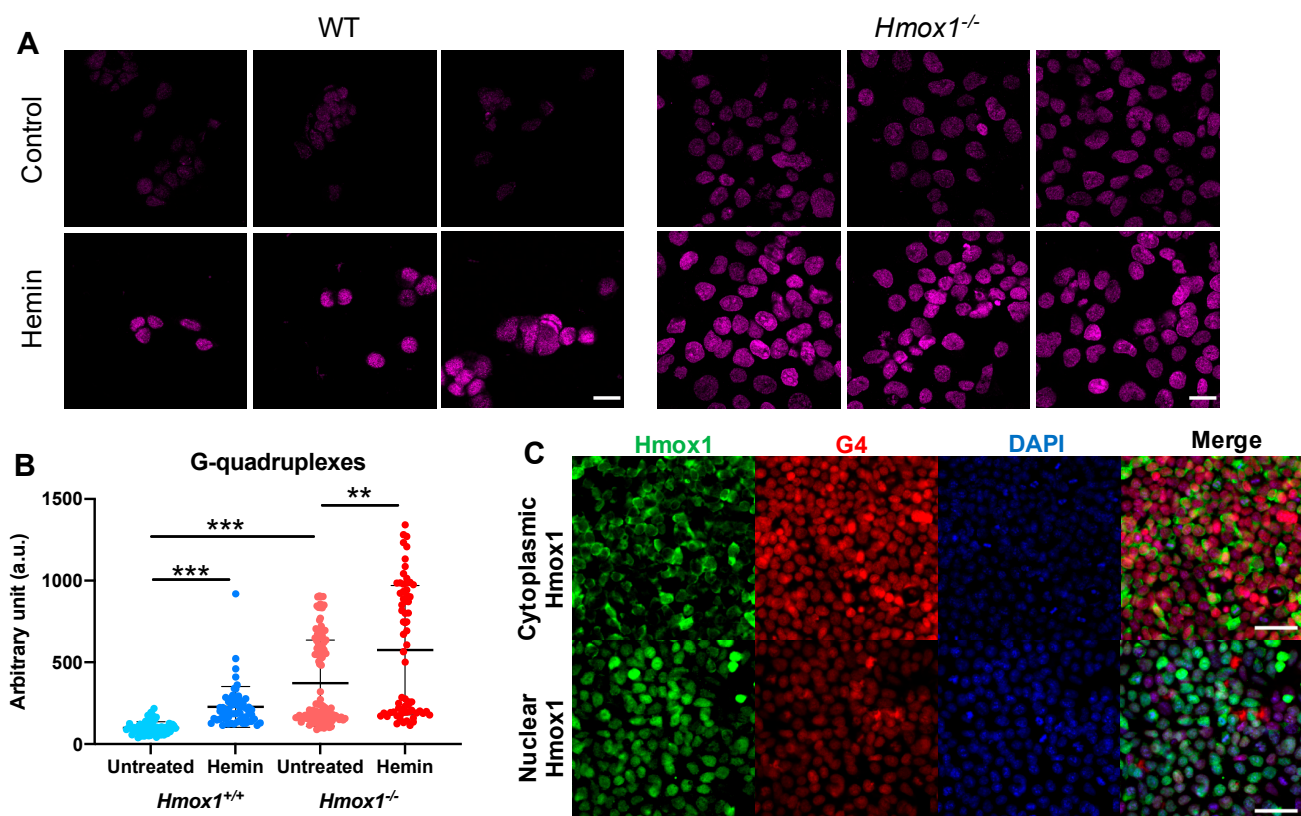 A
WT
Hmox1-/-
Control
Hemin
B
G-quadruplexes
Arbitrary unit (a.u.)
1500
1000
500
0
***
***
**
Untreated Hemin Untreated Hemin
Hmox1+/+ Hmox1-/-
C
Hmox1 G4 DAPI Merge
Cytoplasmic
Hmox1
Nuclear
Hmox1